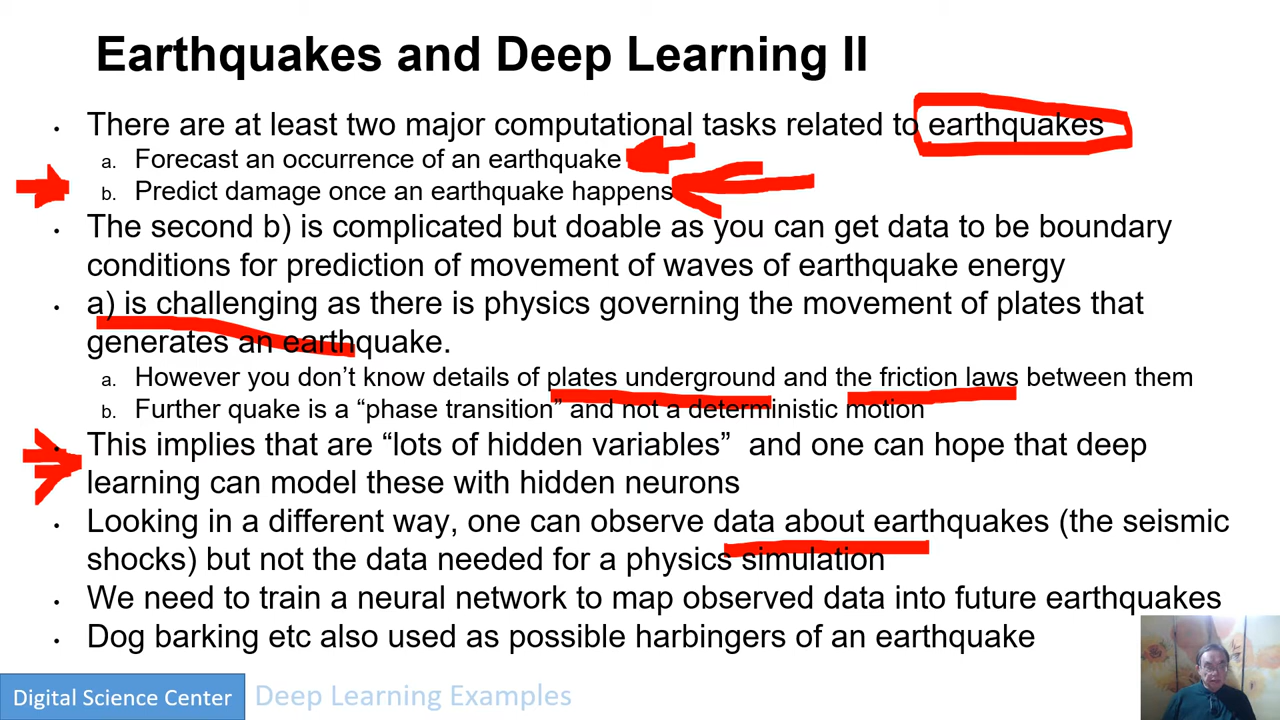 Earthquakes and Deep Learning II
• There are at least two major computational tasks related to earthquakes
a. Forecast an occurrence of an earthquake
b. Predict damage once an earthquake happens
• The second b) is complicated but doable as you can get data to be boundary
conditions for prediction of movement of waves of earthquake energy
• a) is challenging as there is physics governing the movement of plates that
generates an earthquake.
a. However you don’t know details of plates underground and the friction laws between them
b. Further quake is a “phase transition” and not a deterministic motion
• This implies that are “lots of hidden variables” and one can hope that deep
learning can model these with hidden neurons
• Looking in a different way, one can observe data about earthquakes (the seismic
shocks) but not the data needed for a physics simulation
• We need to train a neural network to map observed data into future earthquakes
• Dog barking etc also used as possible harbingers of an earthquake
Digital Science Center Deep Learning Examples